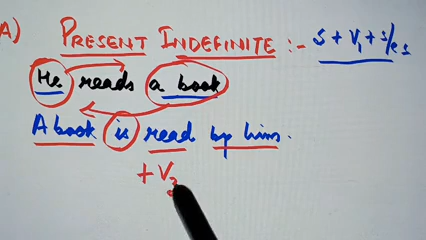 A) PRESENT INDEFINITE :- S + V₁ + s/es
He reads a book
A book is read by him.
+ V₃